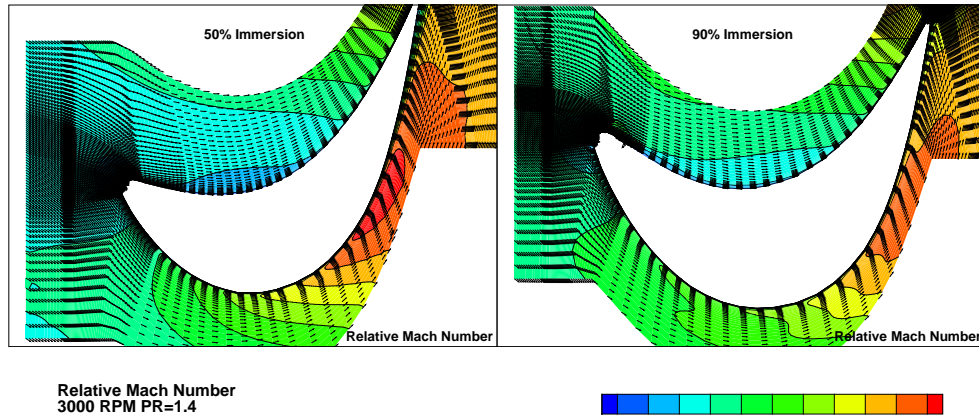 50% Immersion
90% Immersion
Relative Mach Number
Relative Mach Number
Relative Mach Number
3000 RPM PR=1.4